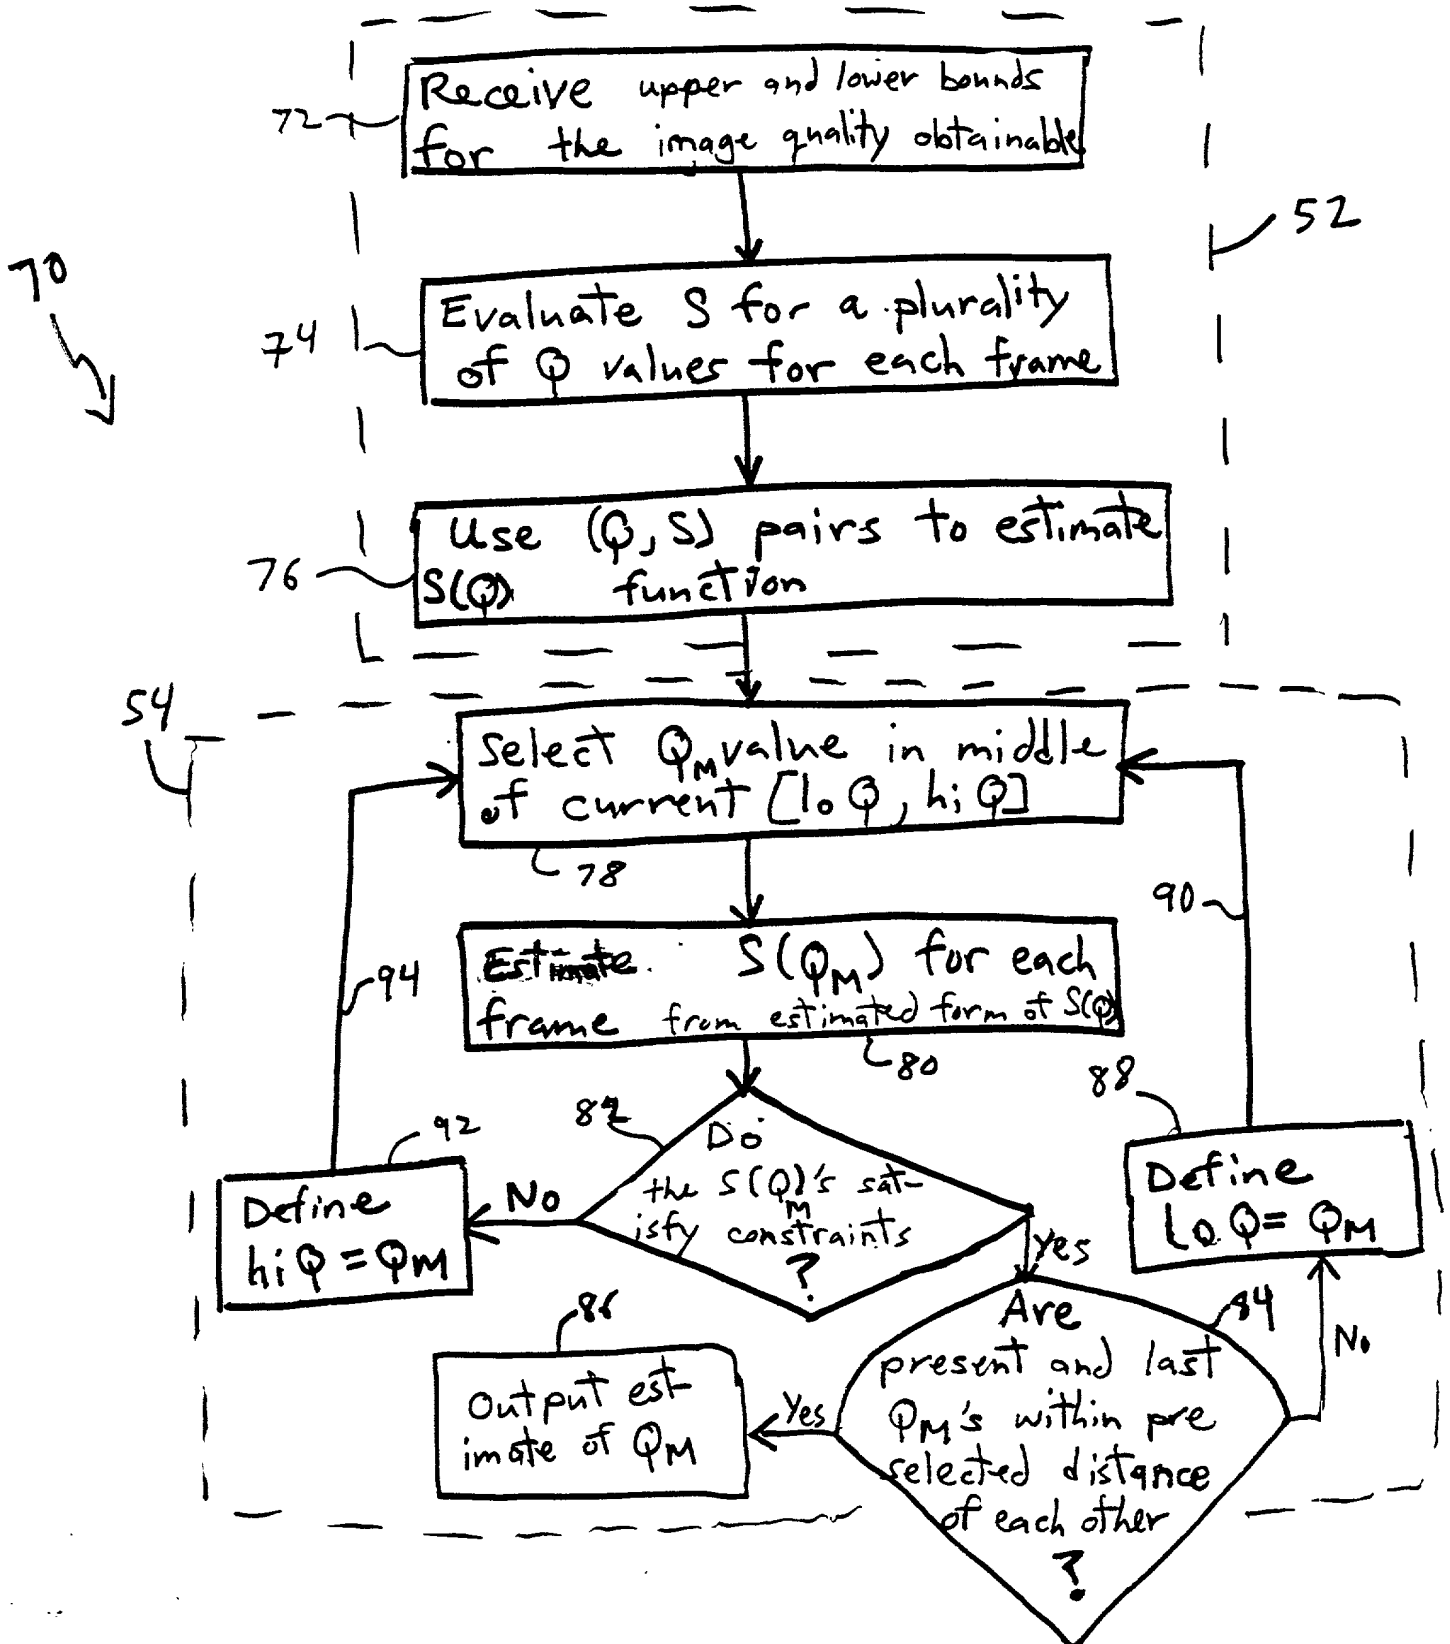 Receive upper and lower bounds
for the image quality obtainable
72
52
70
Evaluate S for a plurality
of Q values for each frame
74
Use (Q, S) pairs to estimate
S(Q) function
76
54
Select QM value in middle
of current [lo Q, hi Q]
78
90
94
Estimate S(QM) for each
frame from estimated form of S(Q)
80
88
82
92
Do
the S(QM)'s sat-
isfy constraints
?
No
Yes
Define
hi Q = QM
Define
lo Q = QM
84
86
Are
present and last
QM's within pre
selected distance
of each other
?
No
Yes
Output est-
imate of QM